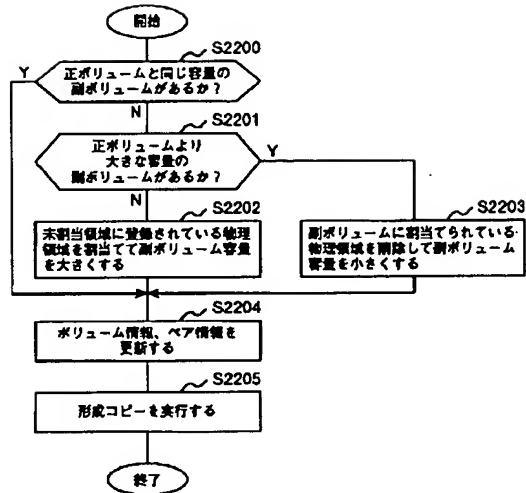 開始
S2200
正ボリュームと同じ容量の
副ボリュームがあるか？
Y
N
S2201
正ボリュームより
大きな容量の
副ボリュームがあるか？
Y
N
S2202
未割当領域に登録されている物理
領域を割当てて副ボリューム容量
を大きくする
S2203
副ボリュームに割当てられている
物理領域を削除して副ボリューム
容量を小さくする
S2204
ボリューム情報、ペア情報を
更新する
S2205
形成コピーを実行する
終了